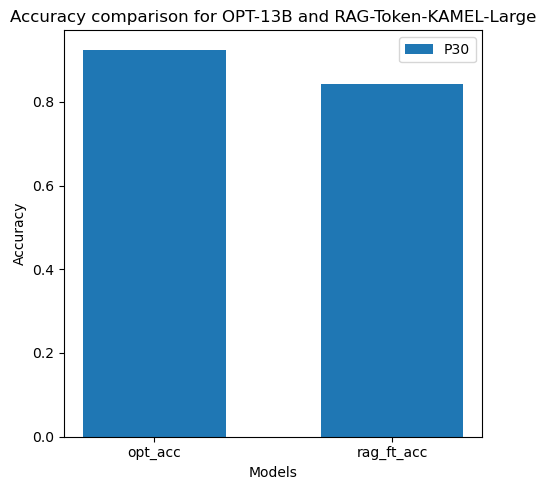 Accuracy comparison for OPT-13B and RAG-Token-KAMEL-Large
P30
0.8
0.6
0.4
0.2
0.0
Accuracy
opt_acc
rag_ft_acc
Models